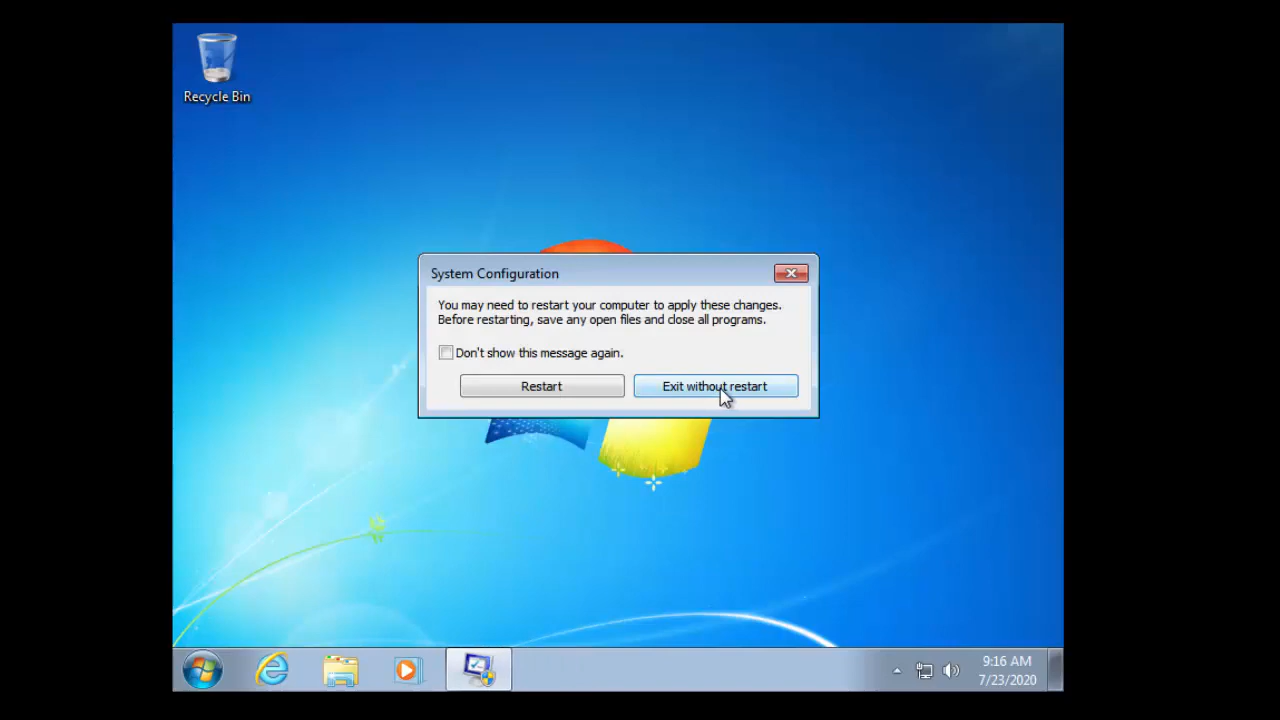 Recycle Bin
System Configuration
You may need to restart your computer to apply these changes.
Before restarting, save any open files and close all programs.
Don't show this message again.
Restart
Exit without restart
9:16 AM
7/23/2020